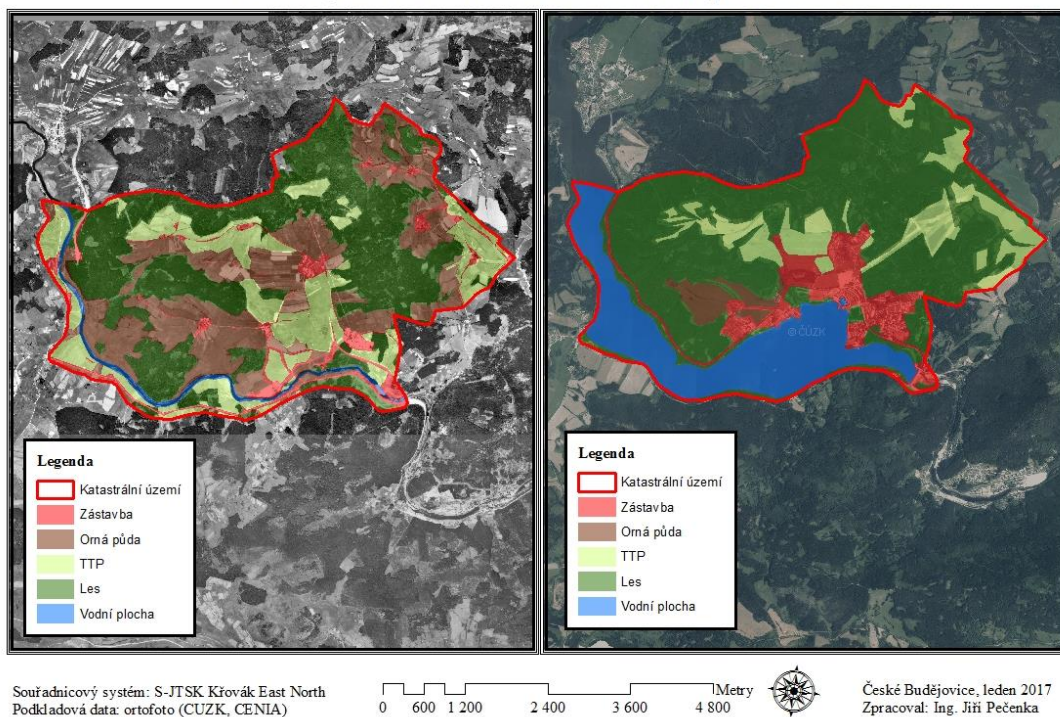 Legenda
Katastrální území
Zástavba
Orná půda
TTP
Les
Vodní plocha
© ČÚZK
Legenda
Katastrální území
Zástavba
Orná půda
TTP
Les
Vodní plocha
Souřadnicový systém: S-JTSK Křovák East North
Podkladová data: ortofoto (CUZK, CENIA)
Metry
0 600 1 200 2 400 3 600 4 800
České Budějovice, leden 2017
Zpracoval: Ing. Jiří Pečenka